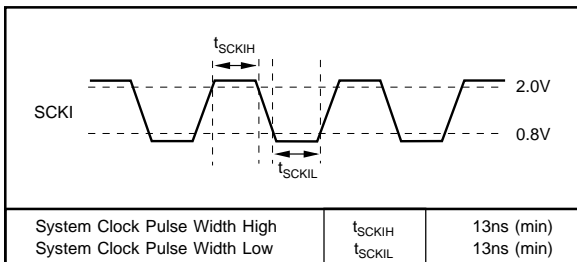 tSCKIH
2.0V
SCKI
0.8V
tSCKIL
System Clock Pulse Width High tSCKIH 13ns (min)
System Clock Pulse Width Low tSCKIL 13ns (min)